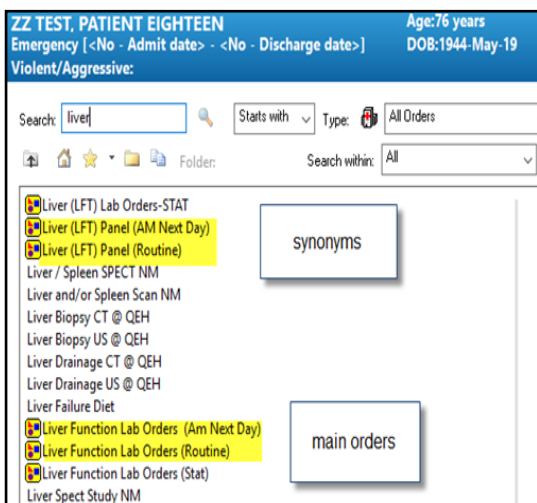 ZZ TEST, PATIENT EIGHTEEN Age:76 years
Emergency [<No - Admit date> - <No - Discharge date>] DOB:1944-May-19
Violent/Aggressive:
Search: liver Starts with Type: All Orders
Folder: Search within: All
Liver (LFT) Lab Orders-STAT
Liver (LFT) Panel (AM Next Day)
Liver (LFT) Panel (Routine)
synonyms
Liver / Spleen SPECT NM
Liver and/or Spleen Scan NM
Liver Biopsy CT @ QEH
Liver Biopsy US @ QEH
Liver Drainage CT @ QEH
Liver Drainage US @ QEH
Liver Failure Diet
Liver Function Lab Orders (Am Next Day)
Liver Function Lab Orders (Routine)
main orders
Liver Function Lab Orders (Stat)
Liver Spect Study NM